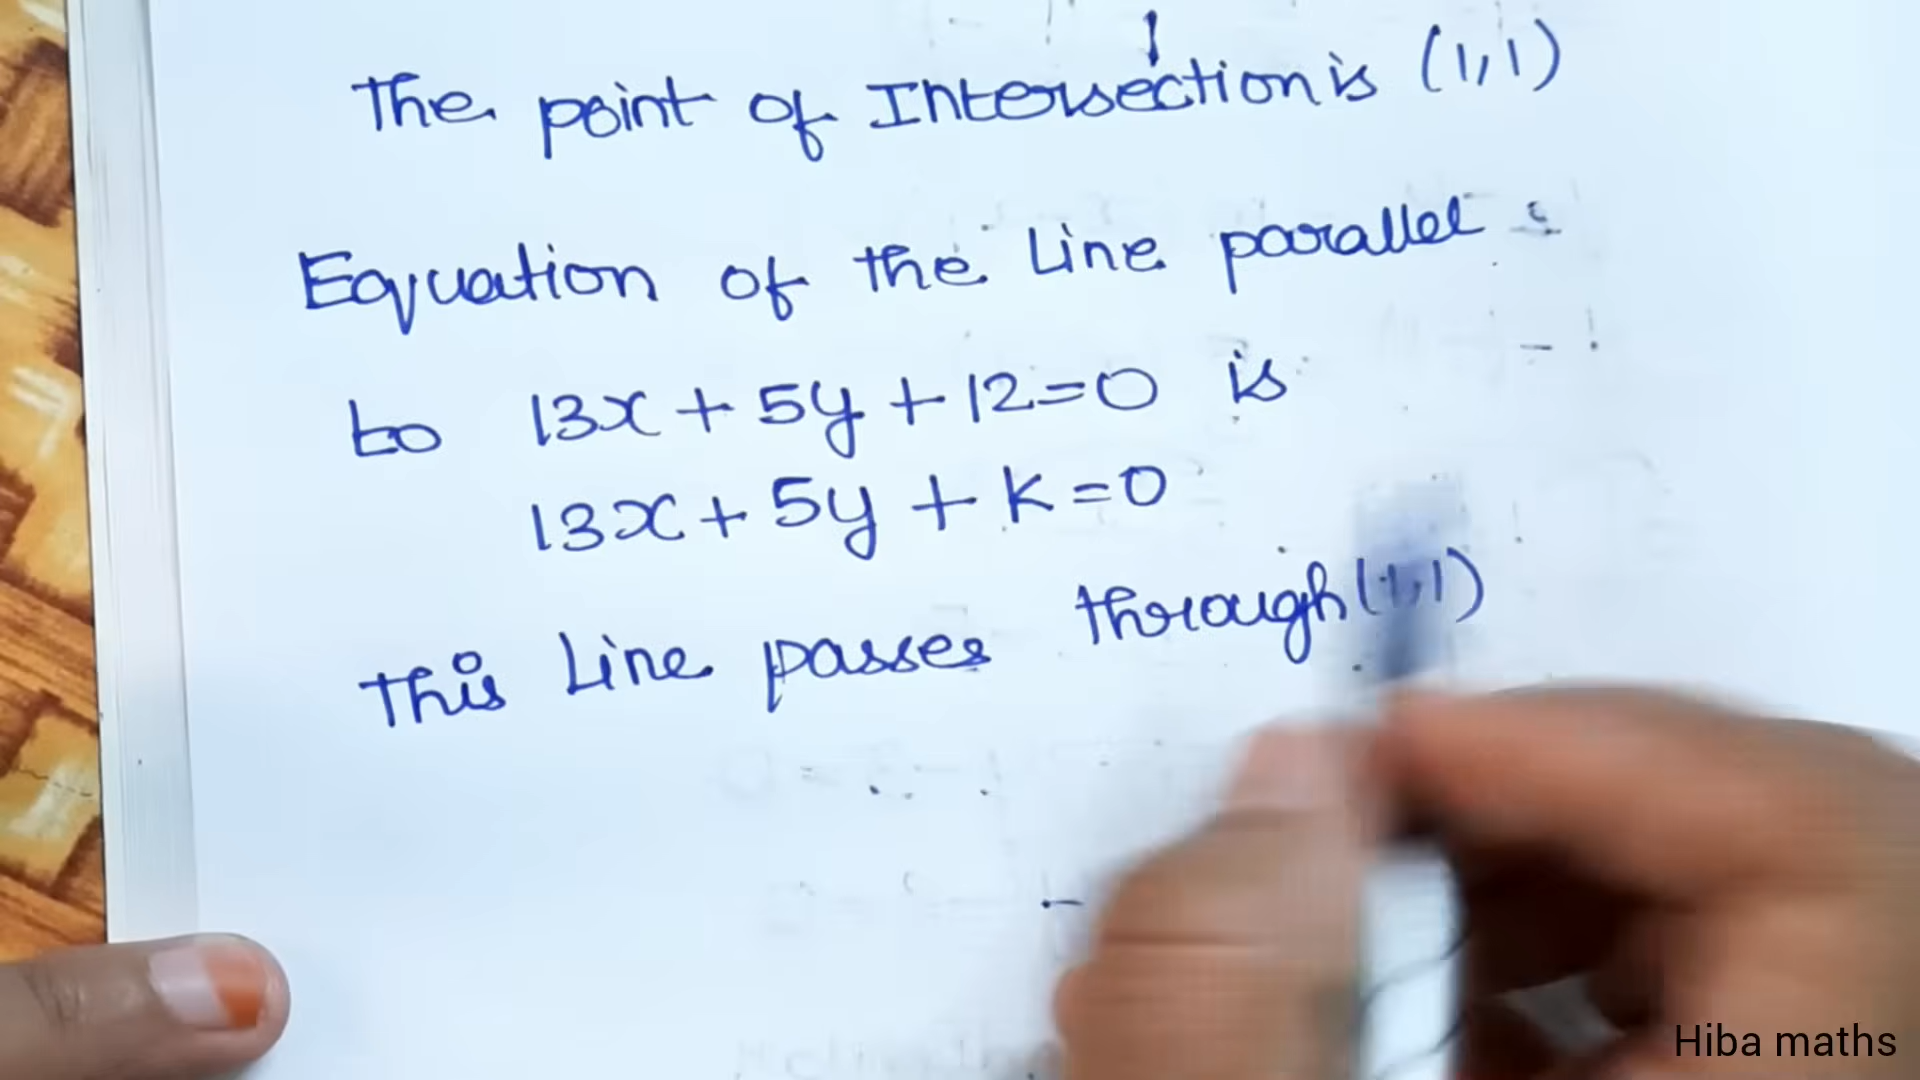 The point of Intersection is (1,1)
Equation of the Line parallel
to 13x + 5y + 12=0 is
13x + 5y + k =0
This Line passes through (1,1)
Hiba maths